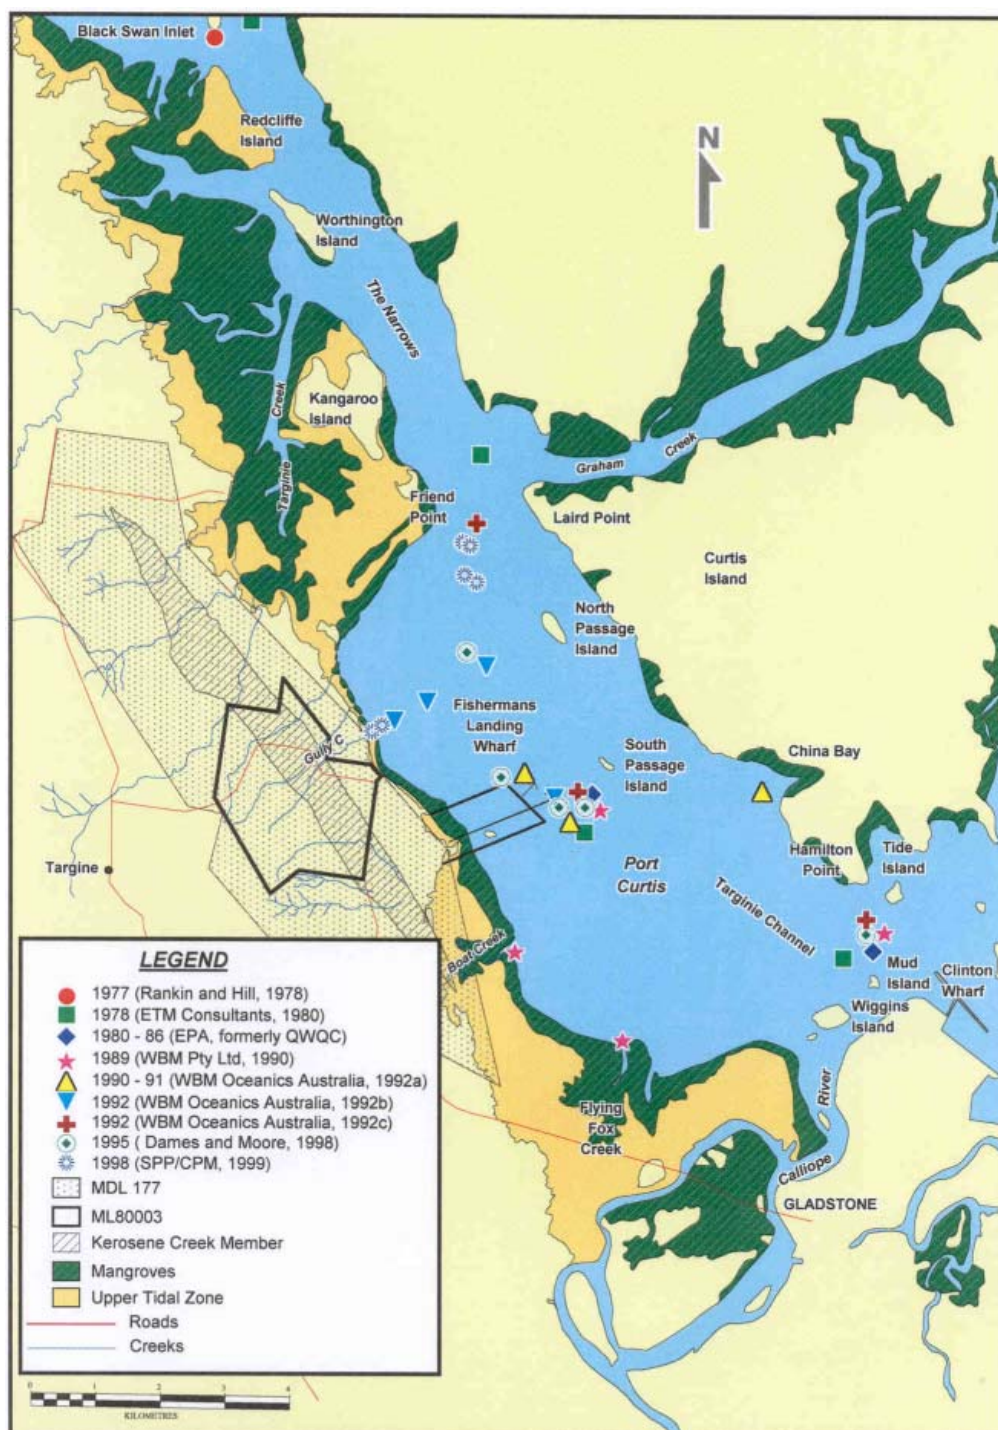 Black Swan Inlet
Redcliffe
Island
N
Worthington
Island
The Narrows
Kangaroo
Island
Creek
Targinie
Graham
Creek
Friend
Point
Laird Point
Curtis
Island
North
Passage
Island
Fishermans
Landing
Wharf
Gully C
South
Passage
Island
China Bay
Targine
Hamilton
Point
Tide
Island
Port
Curtis
Targinie Channel
Boat Creek
Mud
Island
Clinton
Wharf
Wiggins
Island
River
Calliope
Flying
Fox
Creek
GLADSTONE
LEGEND
1977 (Rankin and Hill, 1978)
1978 (ETM Consultants, 1980)
1980 - 86 (EPA, formerly QWQC)
1989 (WBM Pty Ltd, 1990)
1990 - 91 (WBM Oceanics Australia, 1992a)
1992 (WBM Oceanics Australia, 1992b)
1992 (WBM Oceanics Australia, 1992c)
1995 ( Dames and Moore, 1998)
1998 (SPP/CPM, 1999)
MDL 177
ML80003
Kerosene Creek Member
Mangroves
Upper Tidal Zone
Roads
Creeks
0 1 2 3 4
KILOMETRES